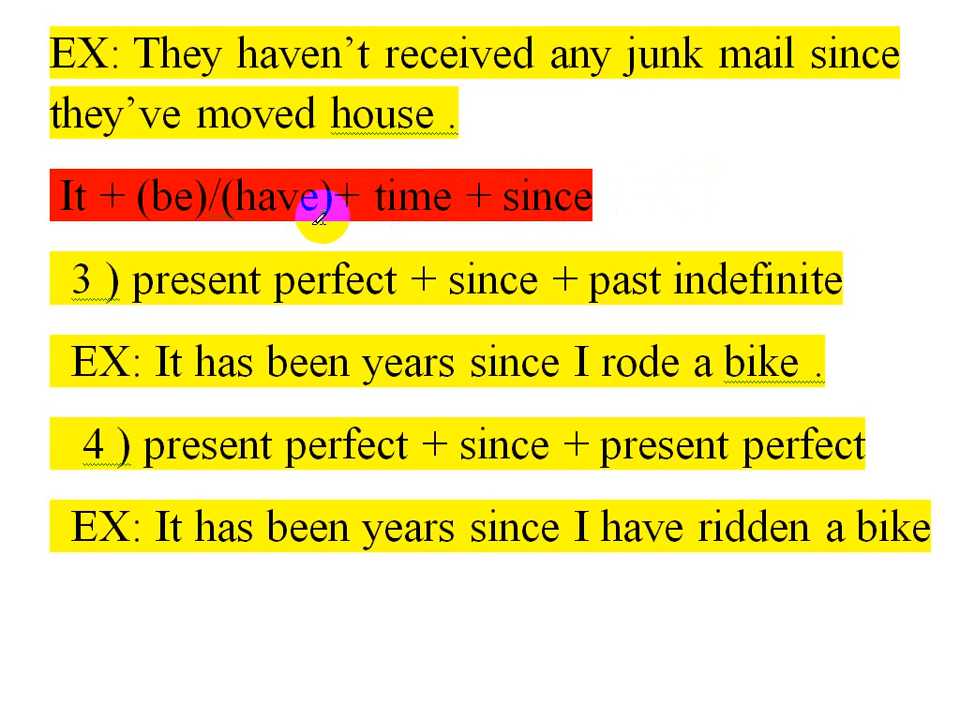 EX: They haven’t received any junk mail since
they’ve moved house .
It + (be)/(have)+ time + since
3 ) present perfect + since + past indefinite
EX: It has been years since I rode a bike .
4 ) present perfect + since + present perfect
EX: It has been years since I have ridden a bike